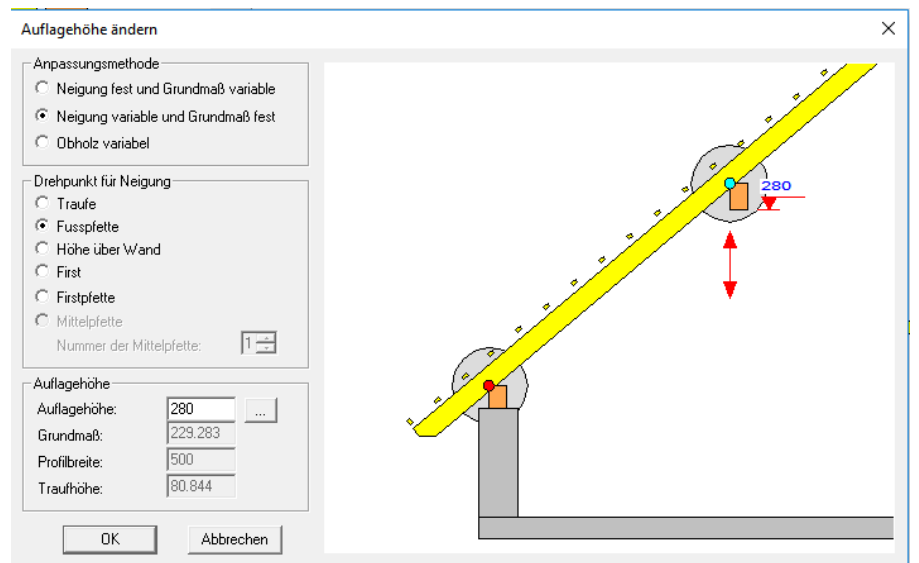 Auflagehöhe ändern
Anpassungsmethode
Neigung fest und Grundmaß variable
Neigung variable und Grundmaß fest
Obholz variabel
Drehpunkt für Neigung
Traufe
Fusspfette
Höhe über Wand
First
Firstpfette
Mittelpfette
Nummer der Mittelpfette: 1
Auflagehöhe
Auflagehöhe: 280 ...
Grundmaß: 229.283
Profilbreite: 500
Traufhöhe: 80.844
OK Abbrechen
280